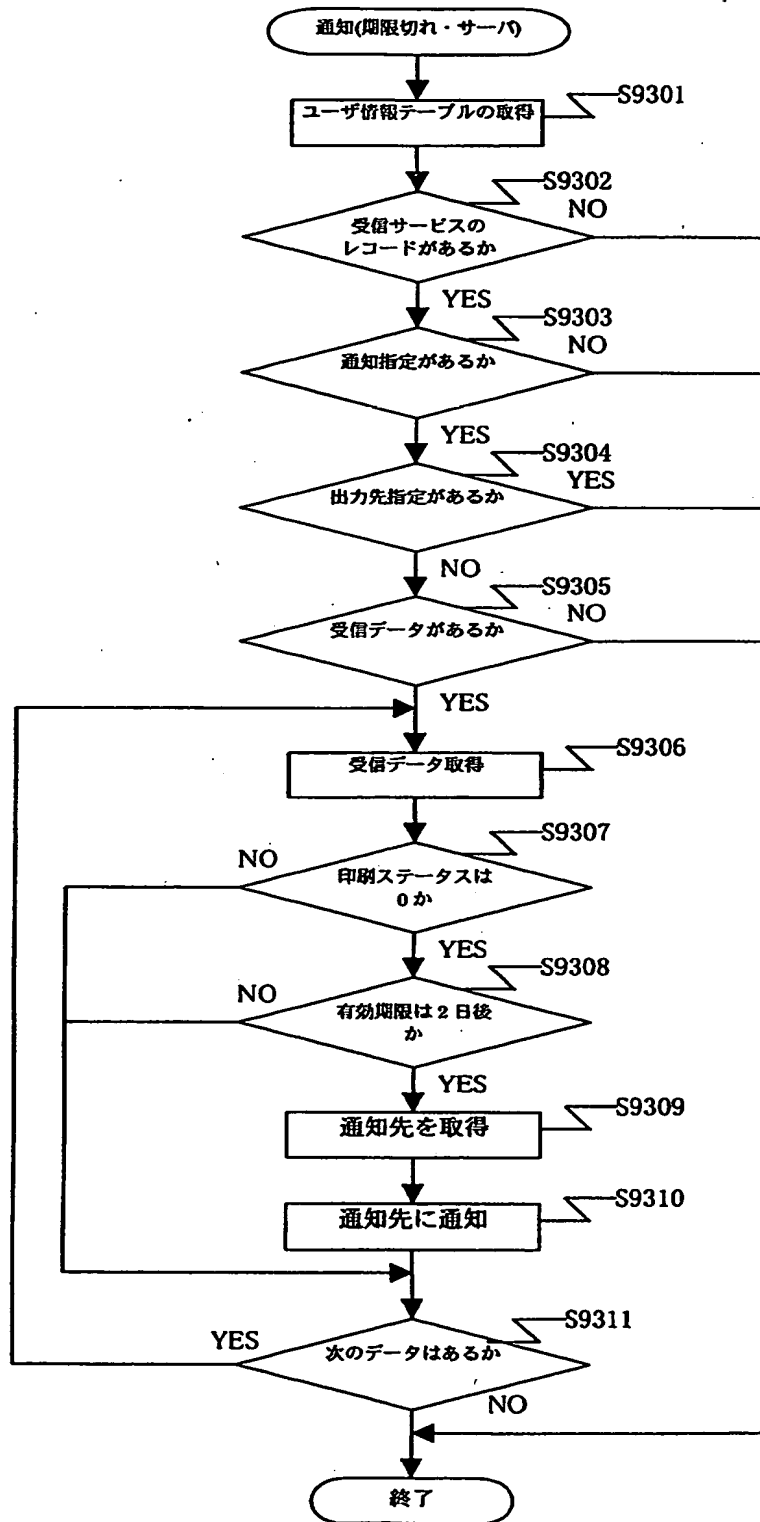 通知(期限切れ・サーバ)
S9301
ユーザ情報テーブルの取得
S9302
NO
受信サービスの
レコードがあるか
YES
S9303
NO
通知指定があるか
YES
S9304
YES
出力先指定があるか
NO
S9305
NO
受信データがあるか
YES
S9306
受信データ取得
S9307
NO
印刷ステータスは
0か
YES
S9308
NO
有効期限は2日後
か
YES
S9309
通知先を取得
S9310
通知先に通知
S9311
YES
次のデータはあるか
NO
終了